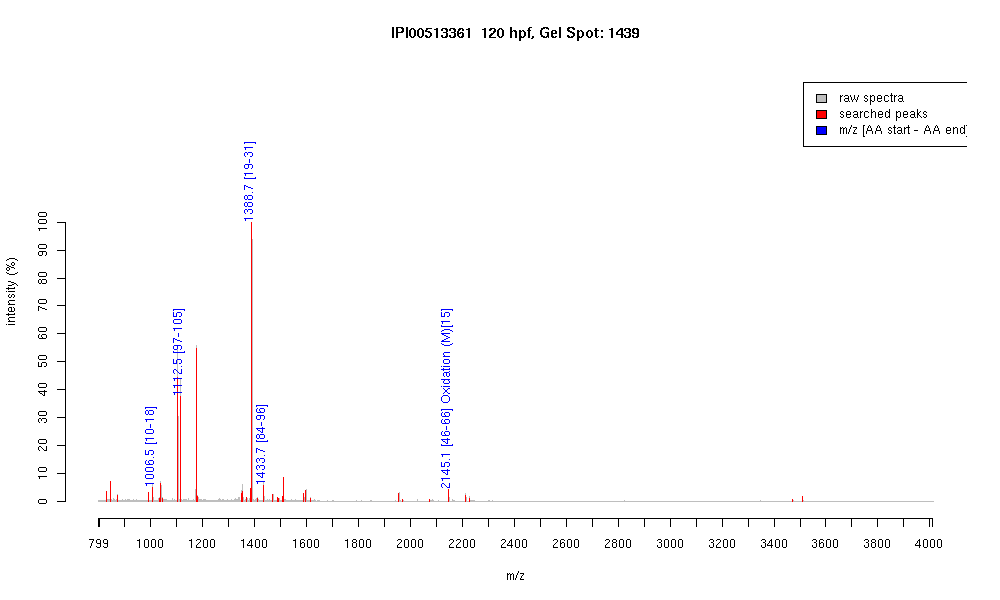 IPI00513361 120 hpf, Gel Spot: 1439
raw spectra
searched peaks
m/z [AA start - AA end]
intensity (%)
100
90
80
70
60
50
40
30
20
10
0
1006.5 [10-18]
1112.5 [97-105]
1388.7 [19-31]
1433.7 [84-96]
2145.1 [46-66] Oxidation (M)[15]
799 1000 1200 1400 1600 1800 2000 2200 2400 2600 2800 3000 3200 3400 3600 3800 4000
m/z